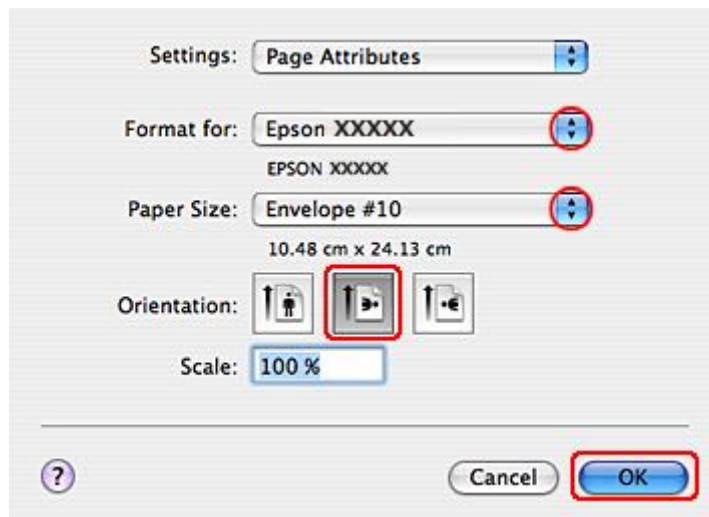 Settings: Page Attributes
Format for: Epson XXXXX
EPSON XXXXX
Paper Size: Envelope #10
10.48 cm x 24.13 cm
Orientation:
Scale: 100 %
? Cancel OK